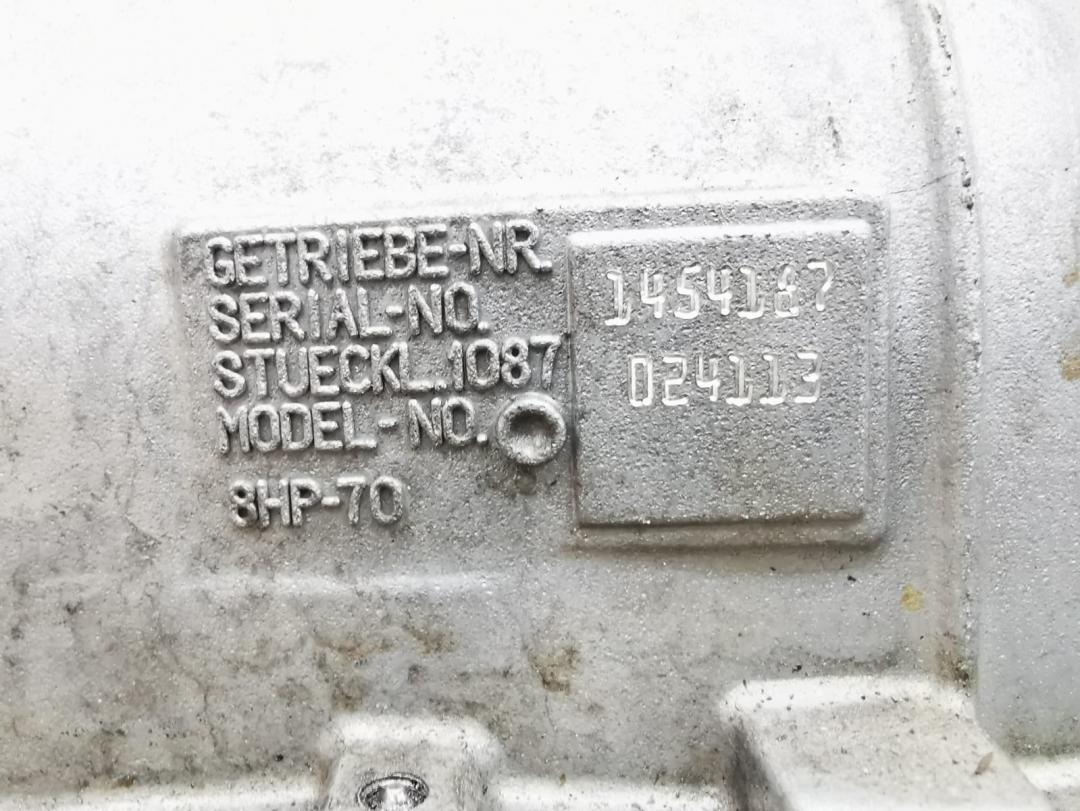 GETRIEBE-NR.
SERIAL-NO.
1454187
STUECKL.1087
024113
MODEL-NO.
8HP-70